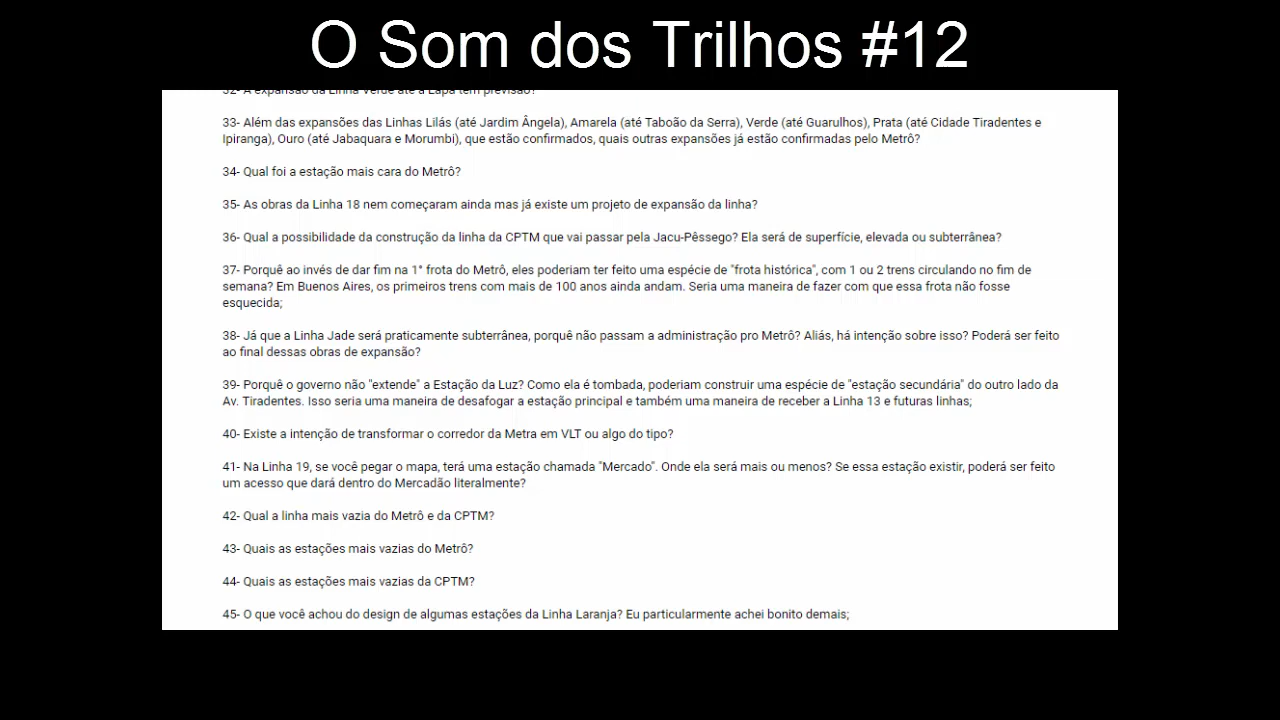 O Som dos Trilhos #12
32- A expansão da Linha Verde até a Lapa tem previsão?
33- Além das expansões das Linhas Lilás (até Jardim Ângela), Amarela (até Taboão da Serra), Verde (até Guarulhos), Prata (até Cidade Tiradentes e
Ipiranga), Ouro (até Jabaquara e Morumbi), que estão confirmados, quais outras expansões já estão confirmadas pelo Metrô?
34- Qual foi a estação mais cara do Metrô?
35- As obras da Linha 18 nem começaram ainda mas já existe um projeto de expansão da linha?
36- Qual a possibilidade da construção da linha da CPTM que vai passar pela Jacu-Pêssego? Ela será de superfície, elevada ou subterrânea?
37- Porquê ao invés de dar fim na 1° frota do Metrô, eles poderiam ter feito uma espécie de "frota histórica", com 1 ou 2 trens circulando no fim de
semana? Em Buenos Aires, os primeiros trens com mais de 100 anos ainda andam. Seria uma maneira de fazer com que essa frota não fosse
esquecida;
38- Já que a Linha Jade será praticamente subterrânea, porquê não passam a administração pro Metrô? Aliás, há intenção sobre isso? Poderá ser feito
ao final dessas obras de expansão?
39- Porquê o governo não "extende" a Estação da Luz? Como ela é tombada, poderiam construir uma espécie de "estação secundária" do outro lado da
Av. Tiradentes. Isso seria uma maneira de desafogar a estação principal e também uma maneira de receber a Linha 13 e futuras linhas;
40- Existe a intenção de transformar o corredor da Metra em VLT ou algo do tipo?
41- Na Linha 19, se você pegar o mapa, terá uma estação chamada "Mercado". Onde ela será mais ou menos? Se essa estação existir, poderá ser feito
um acesso que dará dentro do Mercadão literalmente?
42- Qual a linha mais vazia do Metrô e da CPTM?
43- Quais as estações mais vazias do Metrô?
44- Quais as estações mais vazias da CPTM?
45- O que você achou do design de algumas estações da Linha Laranja? Eu particularmente achei bonito demais;